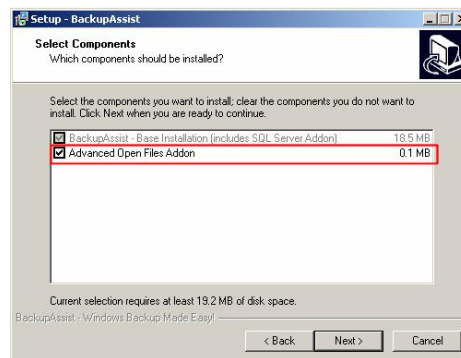 Setup - BackupAssist
Select Components
Which components should be installed?
Select the components you want to install; clear the components you do not want to
install. Click Next when you are ready to continue.
BackupAssist - Base Installation (includes SQL Server Addon) 18.5 MB
Advanced Open Files Addon 0.1 MB
Current selection requires at least 19.2 MB of disk space.
BackupAssist - Windows Backup Made Easy!
< Back Next > Cancel